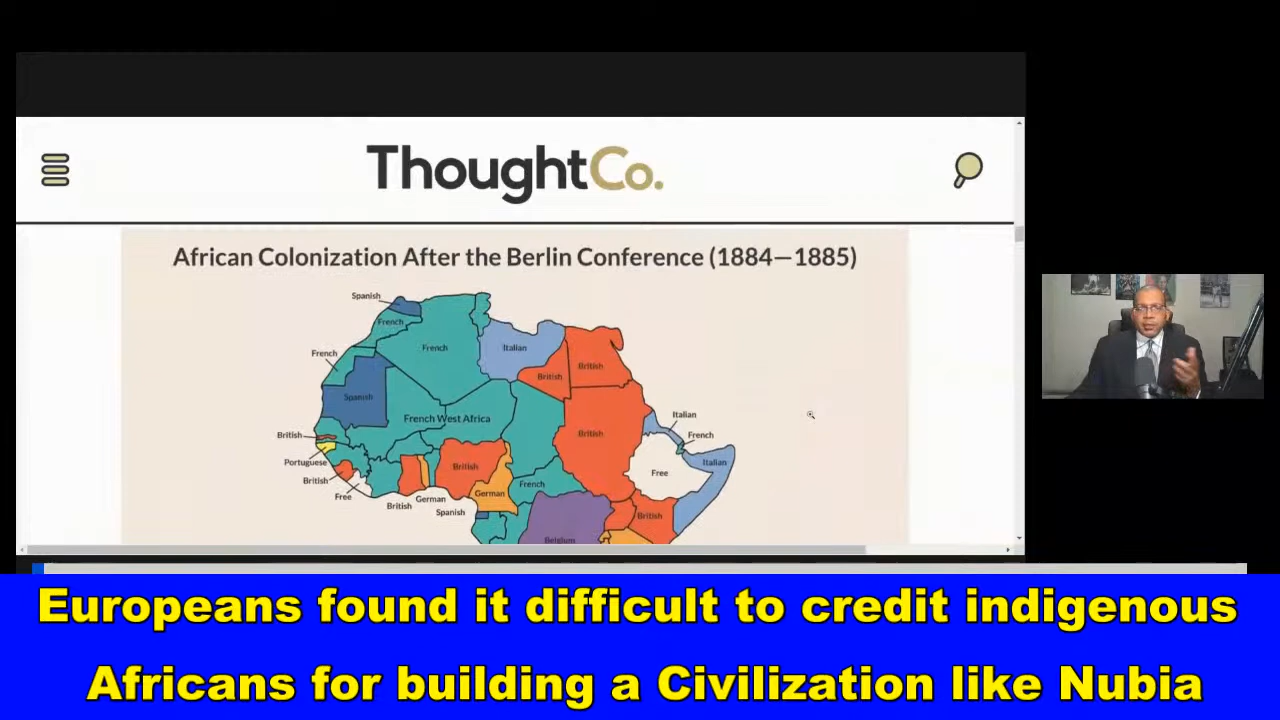 ThoughtCo.
African Colonization After the Berlin Conference (1884—1885)
Spanish
French
French
Italian
British
British
French
Spanish
French West Africa
Italian
British
French
British
British
Italian
Portuguese
Free
British
German
French
Free
German
British
Spanish
British
Belgium
Europeans found it difficult to credit indigenous
Africans for building a Civilization like Nubia